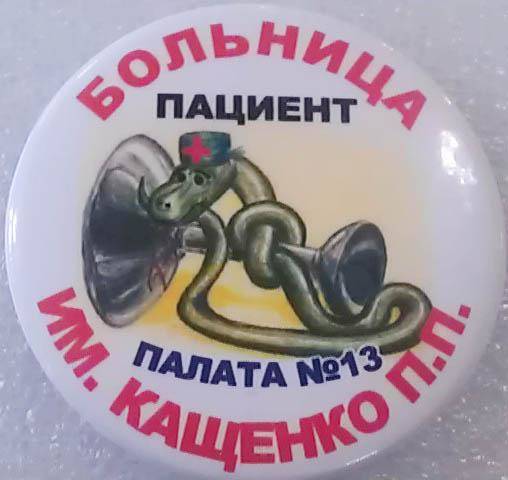 БОЛЬНИЦА
ПАЦИЕНТ
ПАЛАТА №13
ИМ. КАЩЕНКО П.П.